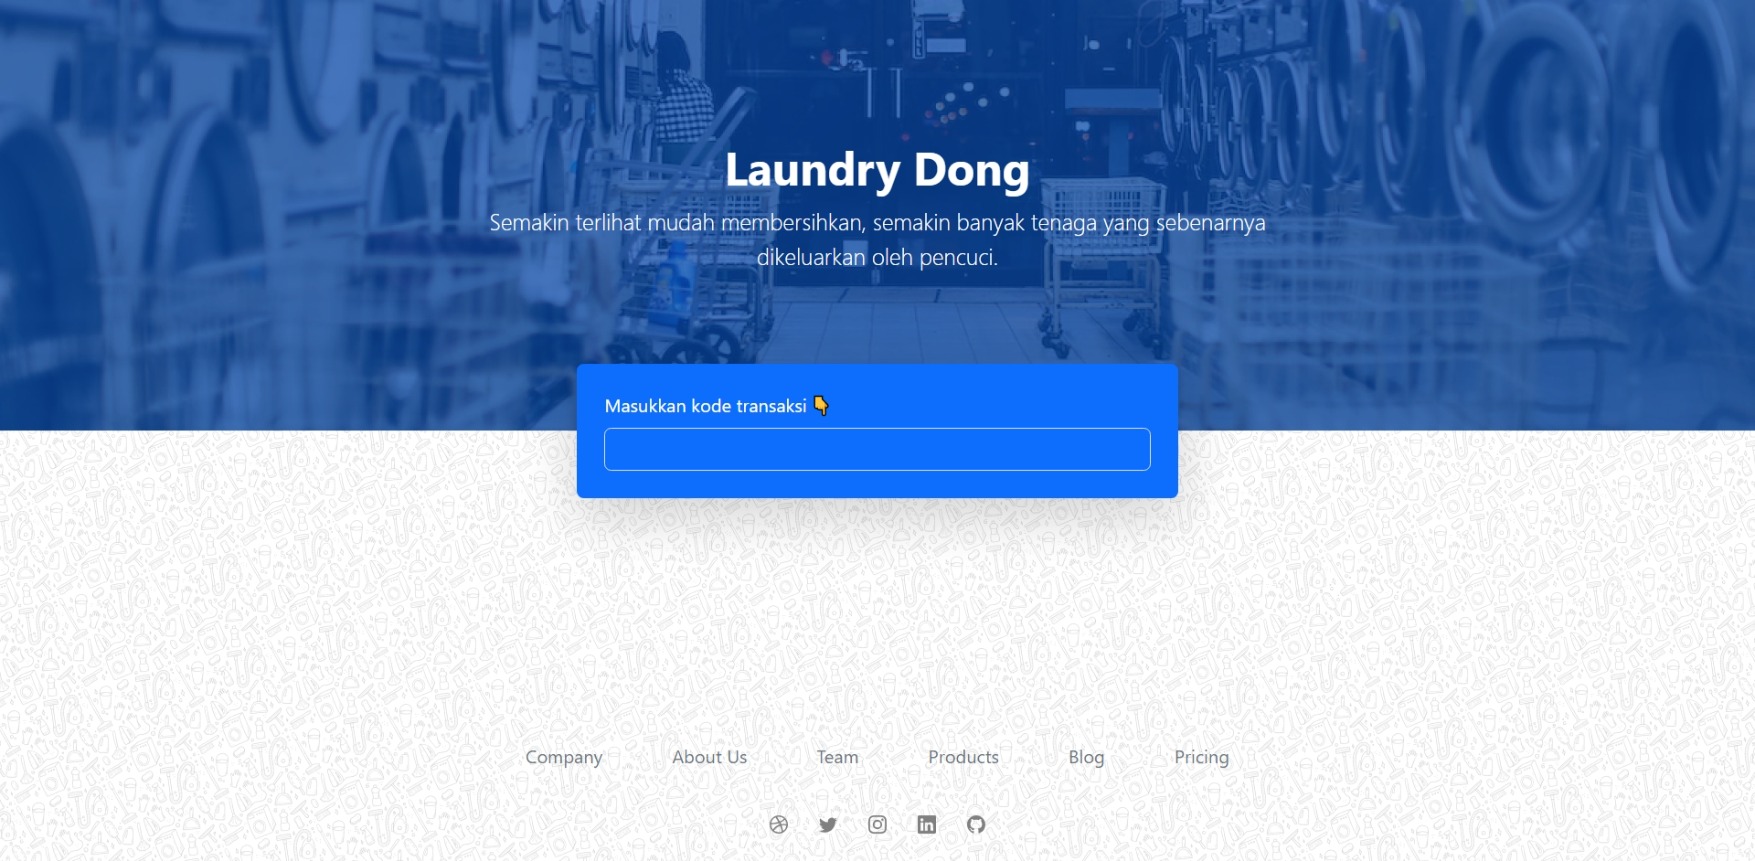 Laundry Dong
Semakin terlihat mudah membersihkan, semakin banyak tenaga yang sebenarnya
dikeluarkan oleh pencuci.
Masukkan kode transaksi 👇
Company About Us Team Products Blog Pricing